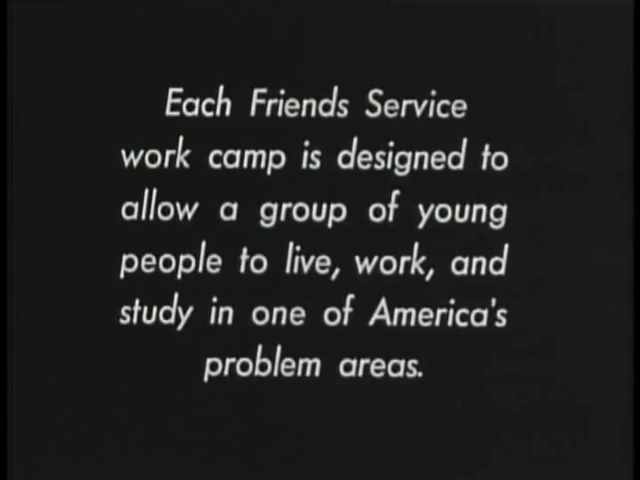 Each Friends Service
work camp is designed to
allow a group of young
people to live, work, and
study in one of America's
problem areas.